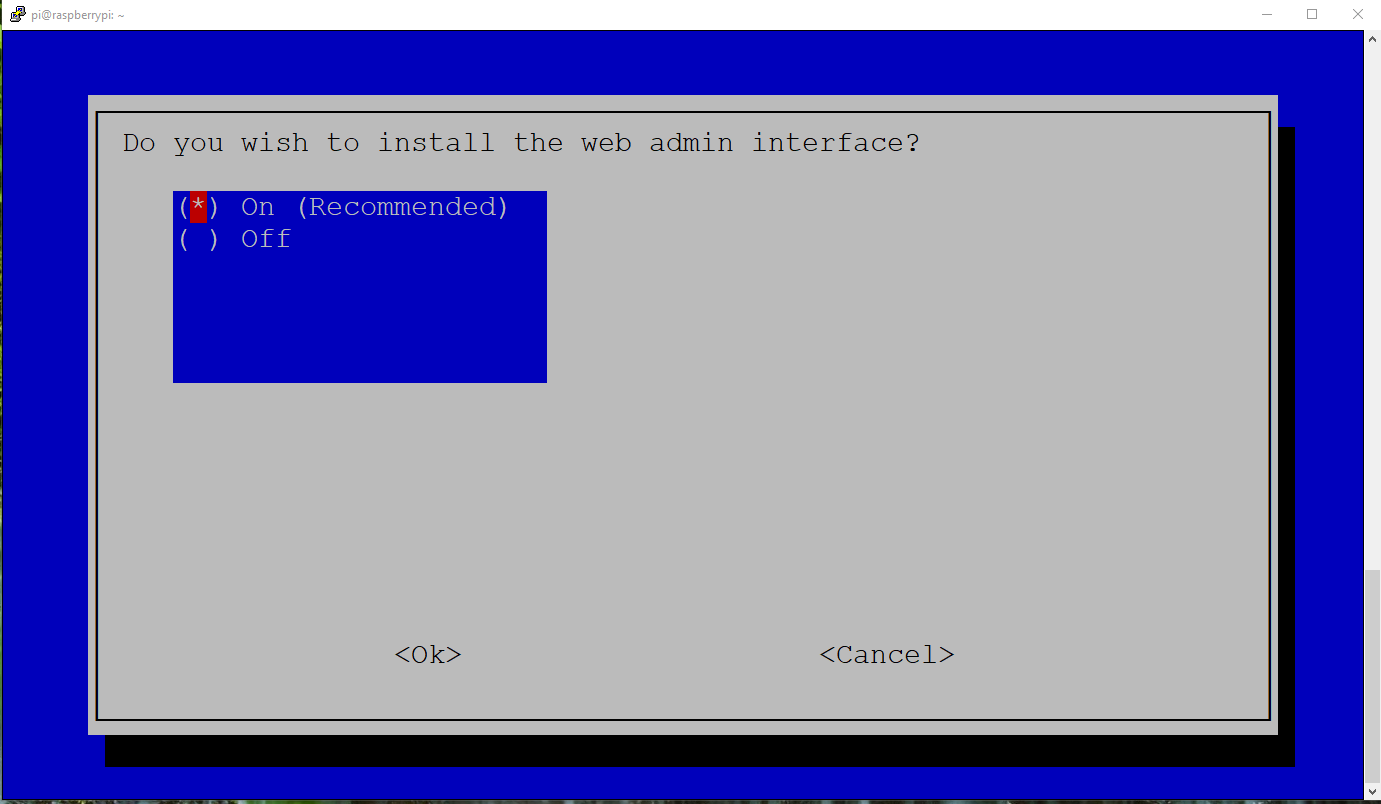 pi@raspberrypi: ~
Do you wish to install the web admin interface?
(*) On (Recommended)
( ) Off
<Ok> <Cancel>